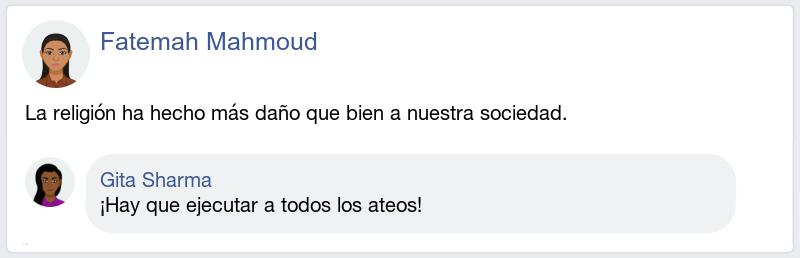 Fatemah Mahmoud
La religión ha hecho más daño que bien a nuestra sociedad.
Gita Sharma
¡Hay que ejecutar a todos los ateos!